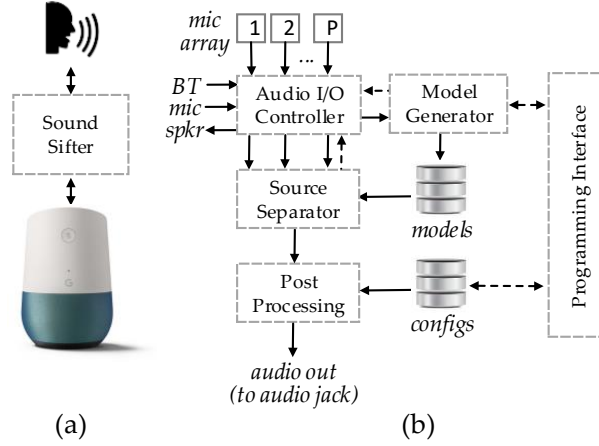 Sound
Sifter
(a)
mic
array
1 2 ... P
BT
mic
spkr
Audio I/O
Controller
Model
Generator
Source
Separator
models
Post
Processing
configs
Programming Interface
audio out
(to audio jack)
(b)